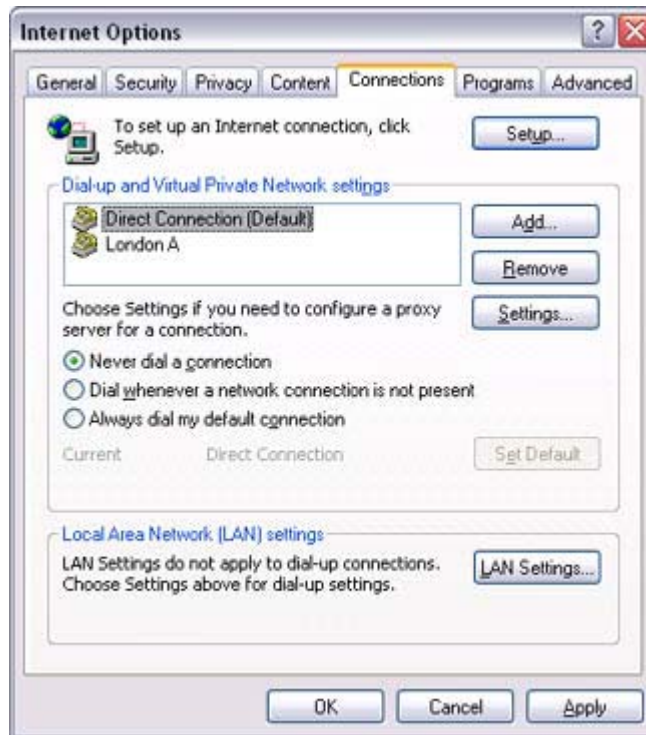 Internet Options
General Security Privacy Content Connections Programs Advanced
To set up an Internet connection, click
Setup.
Setup...
Dial-up and Virtual Private Network settings
Direct Connection (Default)
London A
Add...
Remove
Choose Settings if you need to configure a proxy
server for a connection.
Settings...
Never dial a connection
Dial whenever a network connection is not present
Always dial my default connection
Current Direct Connection Set Default
Local Area Network (LAN) settings
LAN Settings do not apply to dial-up connections.
Choose Settings above for dial-up settings.
LAN Settings...
OK Cancel Apply